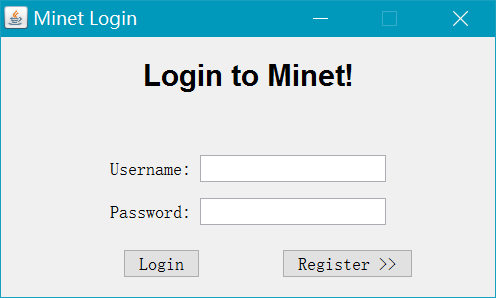 Minet Login
Login to Minet!
Username:
Password:
Login
Register >>